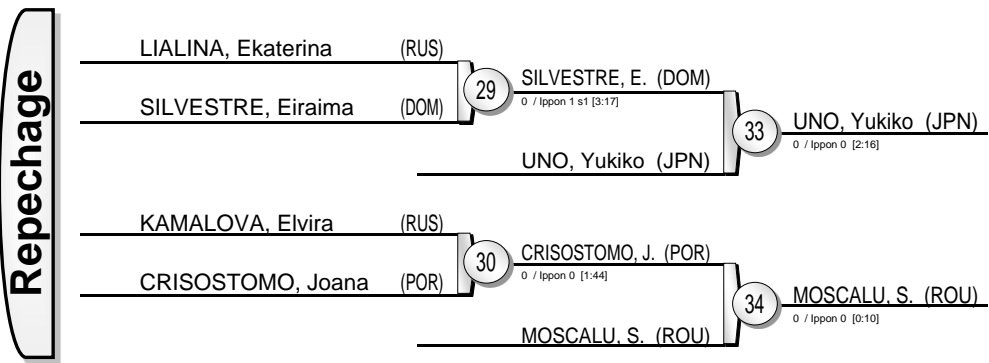 Repechage
LIALINA, Ekaterina (RUS)
SILVESTRE, Eiraima (DOM)
29
SILVESTRE, E. (DOM)
0 / Ippon 1 s1 [3:17]
UNO, Yukiko (JPN)
33
UNO, Yukiko (JPN)
0 / Ippon 0 [2:16]
KAMALOVA, Elvira (RUS)
CRISOSTOMO, Joana (POR)
30
CRISOSTOMO, J. (POR)
0 / Ippon 0 [1:44]
MOSCALU, S. (ROU)
34
MOSCALU, S. (ROU)
0 / Ippon 0 [0:10]